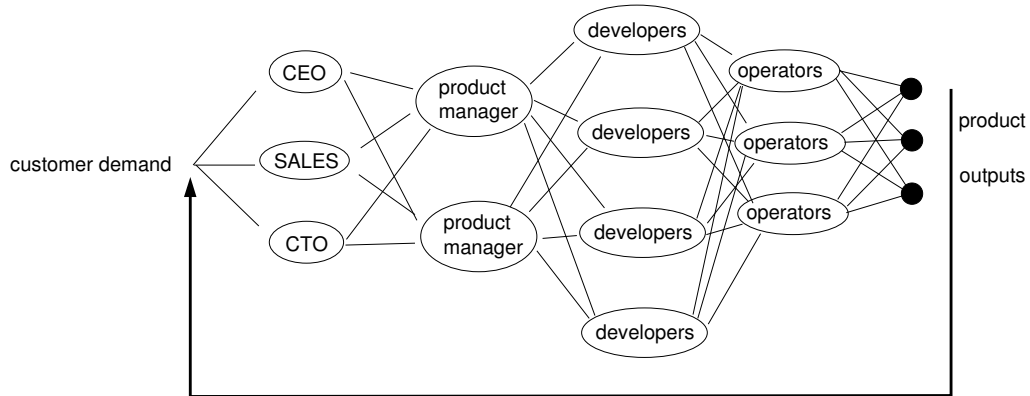 customer demand
CEO
SALES
CTO
product
manager
product
manager
developers
developers
developers
developers
operators
operators
operators
product
outputs